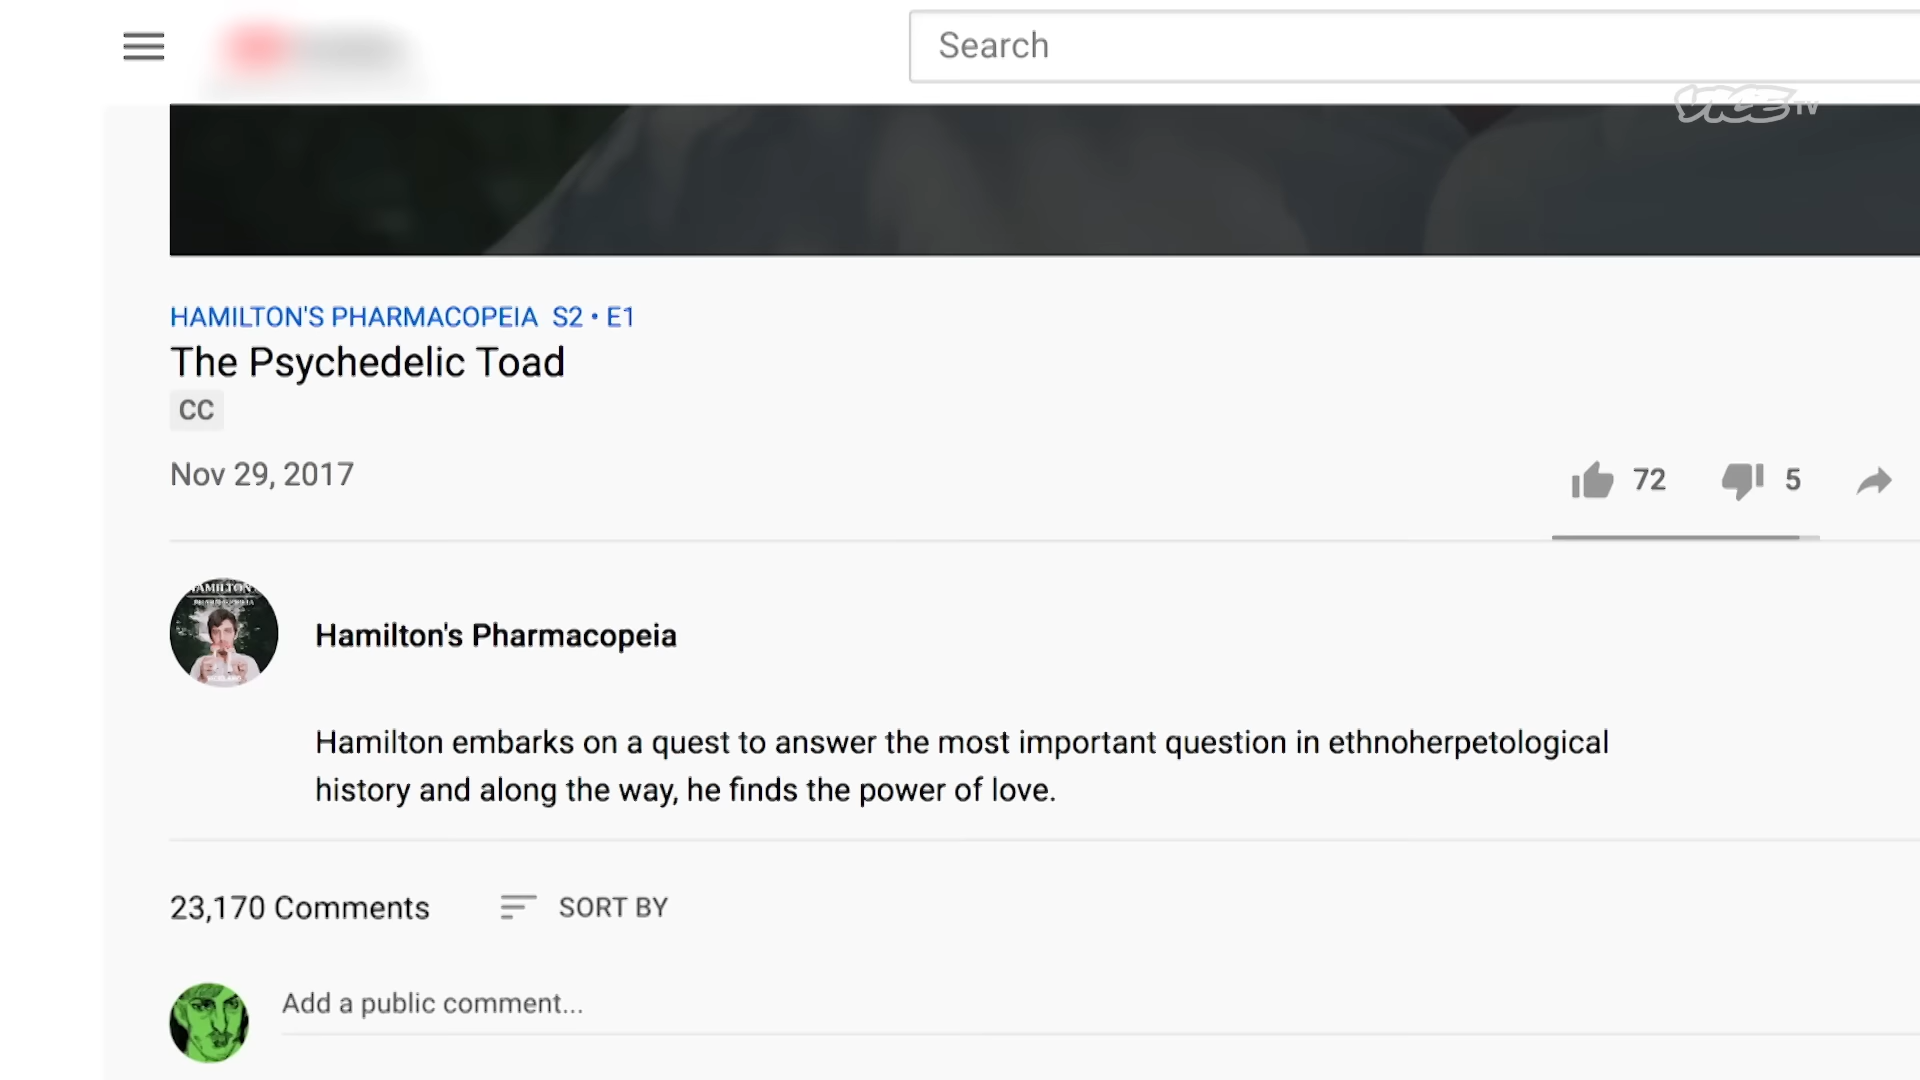 Search
VICE TV
HAMILTON'S PHARMACOPEIA S2 • E1
The Psychedelic Toad
CC
Nov 29, 2017
72
5
Hamilton's Pharmacopeia
Hamilton embarks on a quest to answer the most important question in ethnoherpetological
history and along the way, he finds the power of love.
23,170 Comments
SORT BY
Add a public comment...